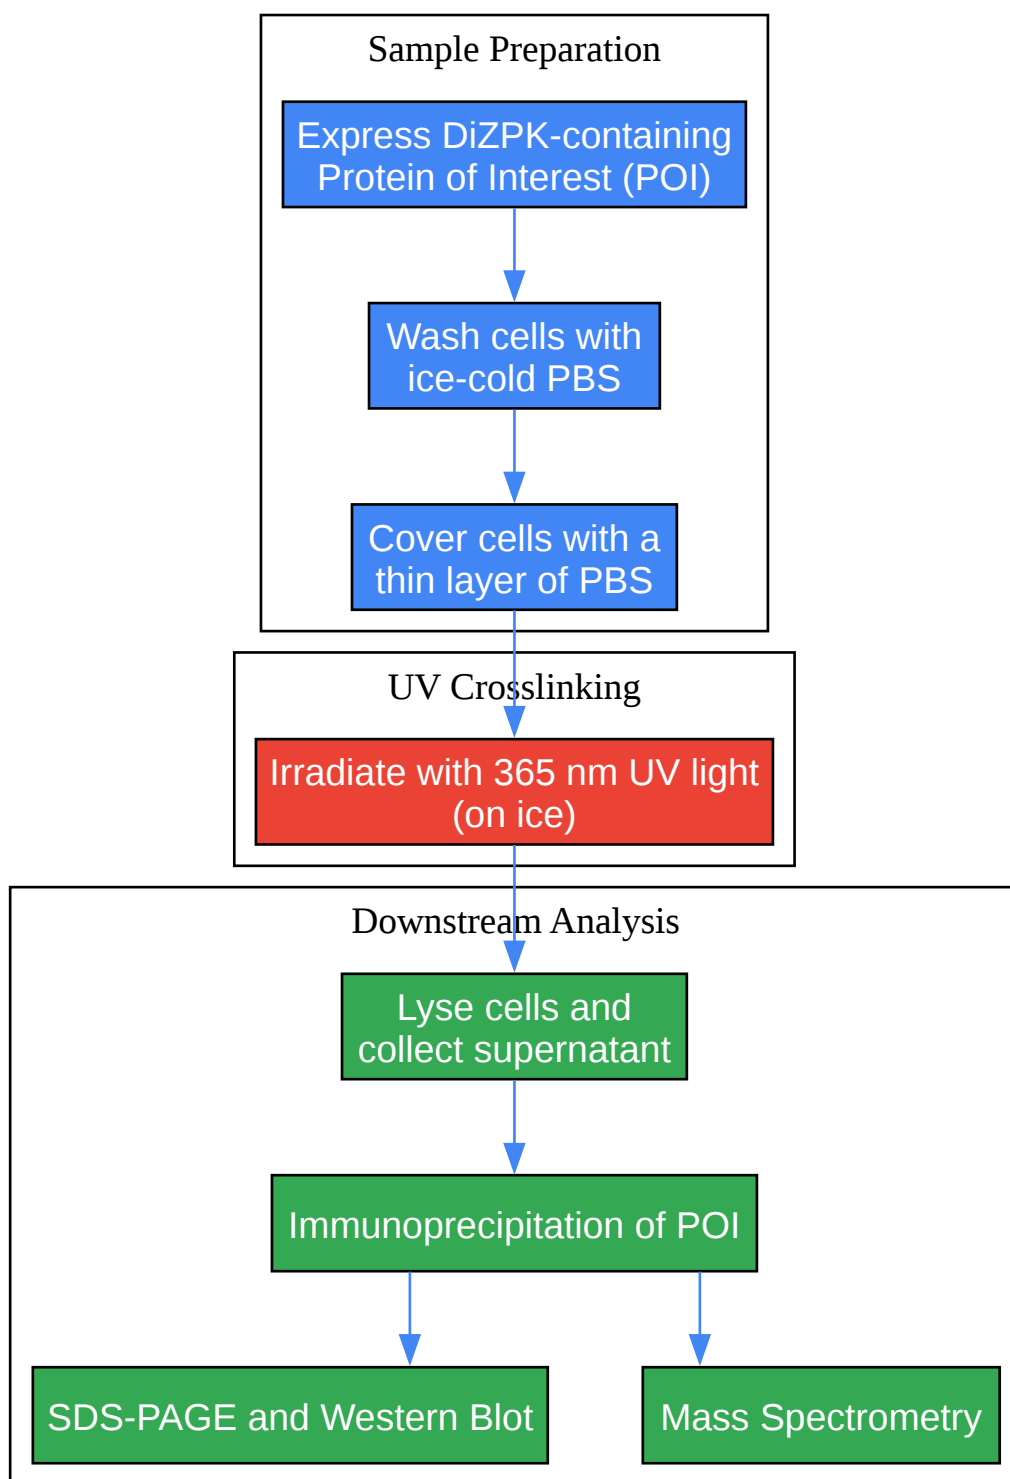 Sample Preparation
Express DiZPK-containing
Protein of Interest (POI)
Wash cells with
ice-cold PBS
Cover cells with a
thin layer of PBS
UV Crosslinking
Irradiate with 365 nm UV light
(on ice)
Downstream Analysis
Lyse cells and
collect supernatant
Immunoprecipitation of POI
SDS-PAGE and Western Blot
Mass Spectrometry